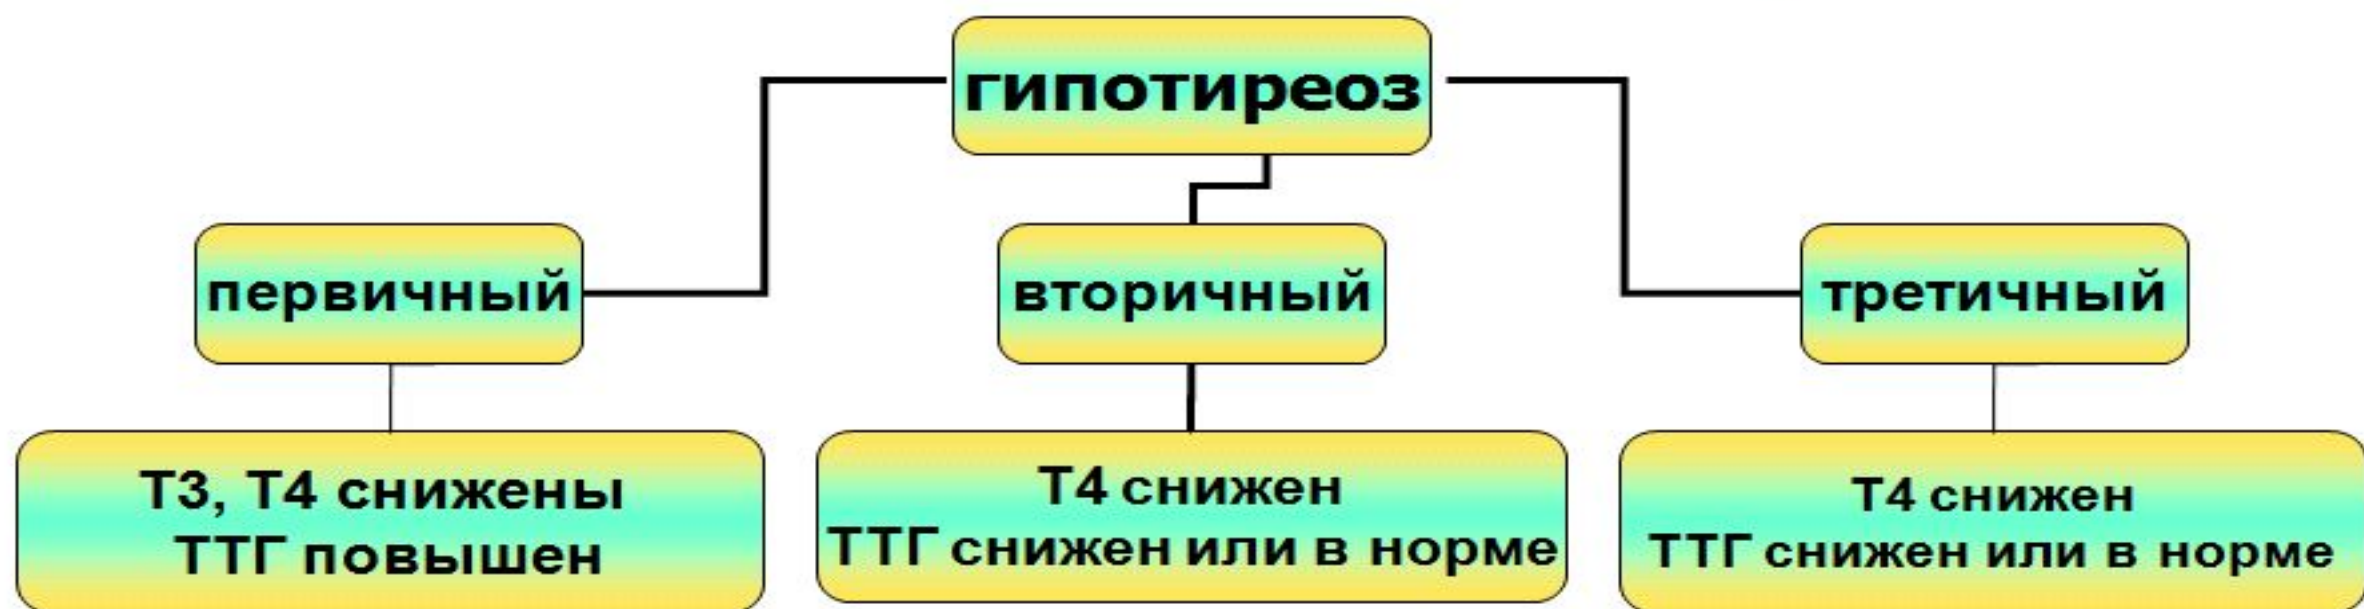 гипотиреоз
первичный
вторичный
третичный
Т3, Т4 снижены
ТТГ повышен
Т4 снижен
ТТГ снижен или в норме
Т4 снижен
ТТГ снижен или в норме